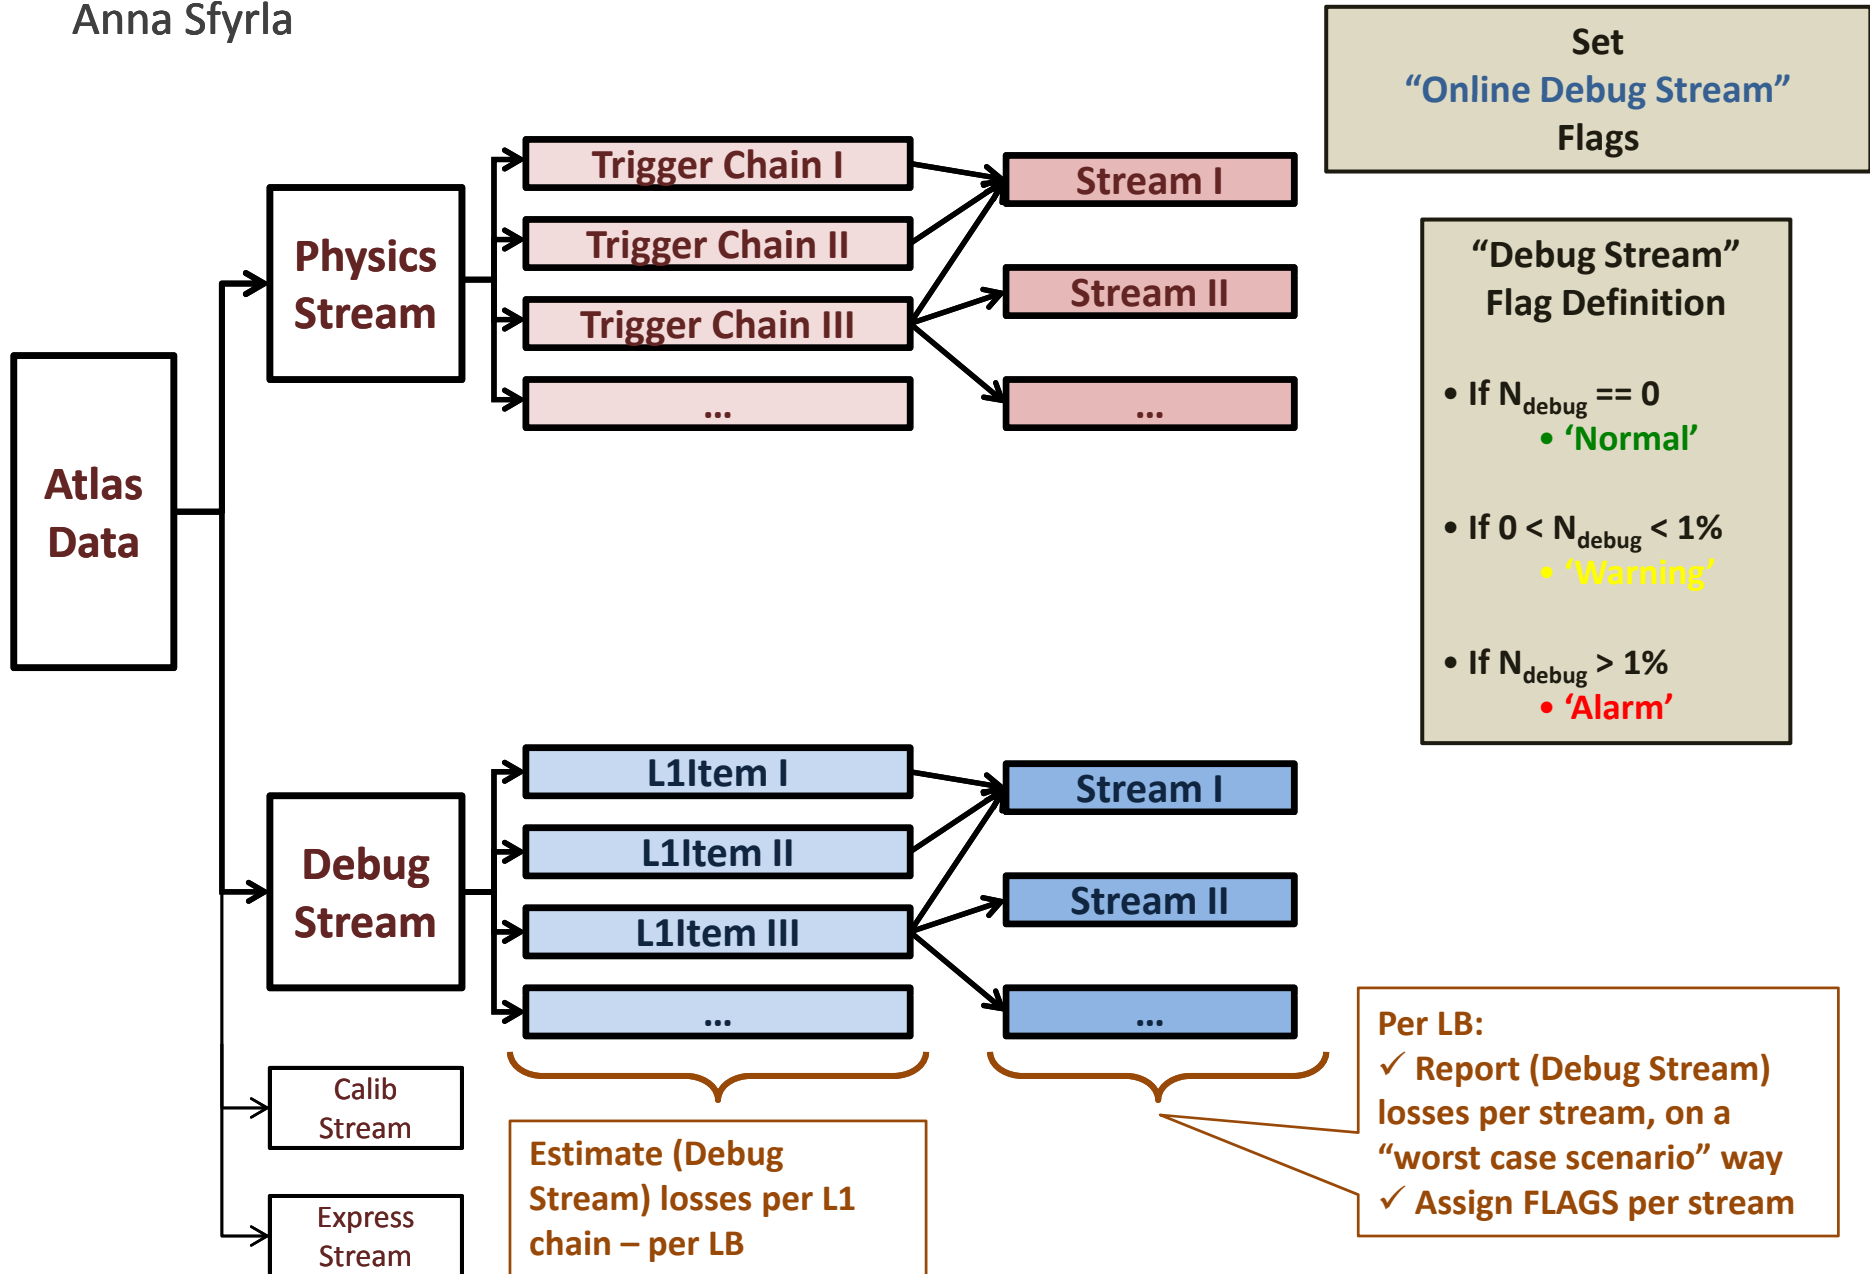 Anna Sfyrla
Set
“Online Debug Stream”
Flags
Atlas
Data
Physics
Stream
Trigger Chain I
Trigger Chain II
Trigger Chain III
...
Stream I
Stream II
...
“Debug Stream”
Flag Definition
• If Ndebug == 0
• ‘Normal’
• If 0 < Ndebug < 1%
• ‘Warning’
• If Ndebug > 1%
• ‘Alarm’
Debug
Stream
L1Item I
L1Item II
L1Item III
...
Stream I
Stream II
...
Calib
Stream
Express
Stream
Estimate (Debug
Stream) losses per L1
chain – per LB
Per LB:
✓ Report (Debug Stream)
losses per stream, on a
“worst case scenario” way
✓ Assign FLAGS per stream